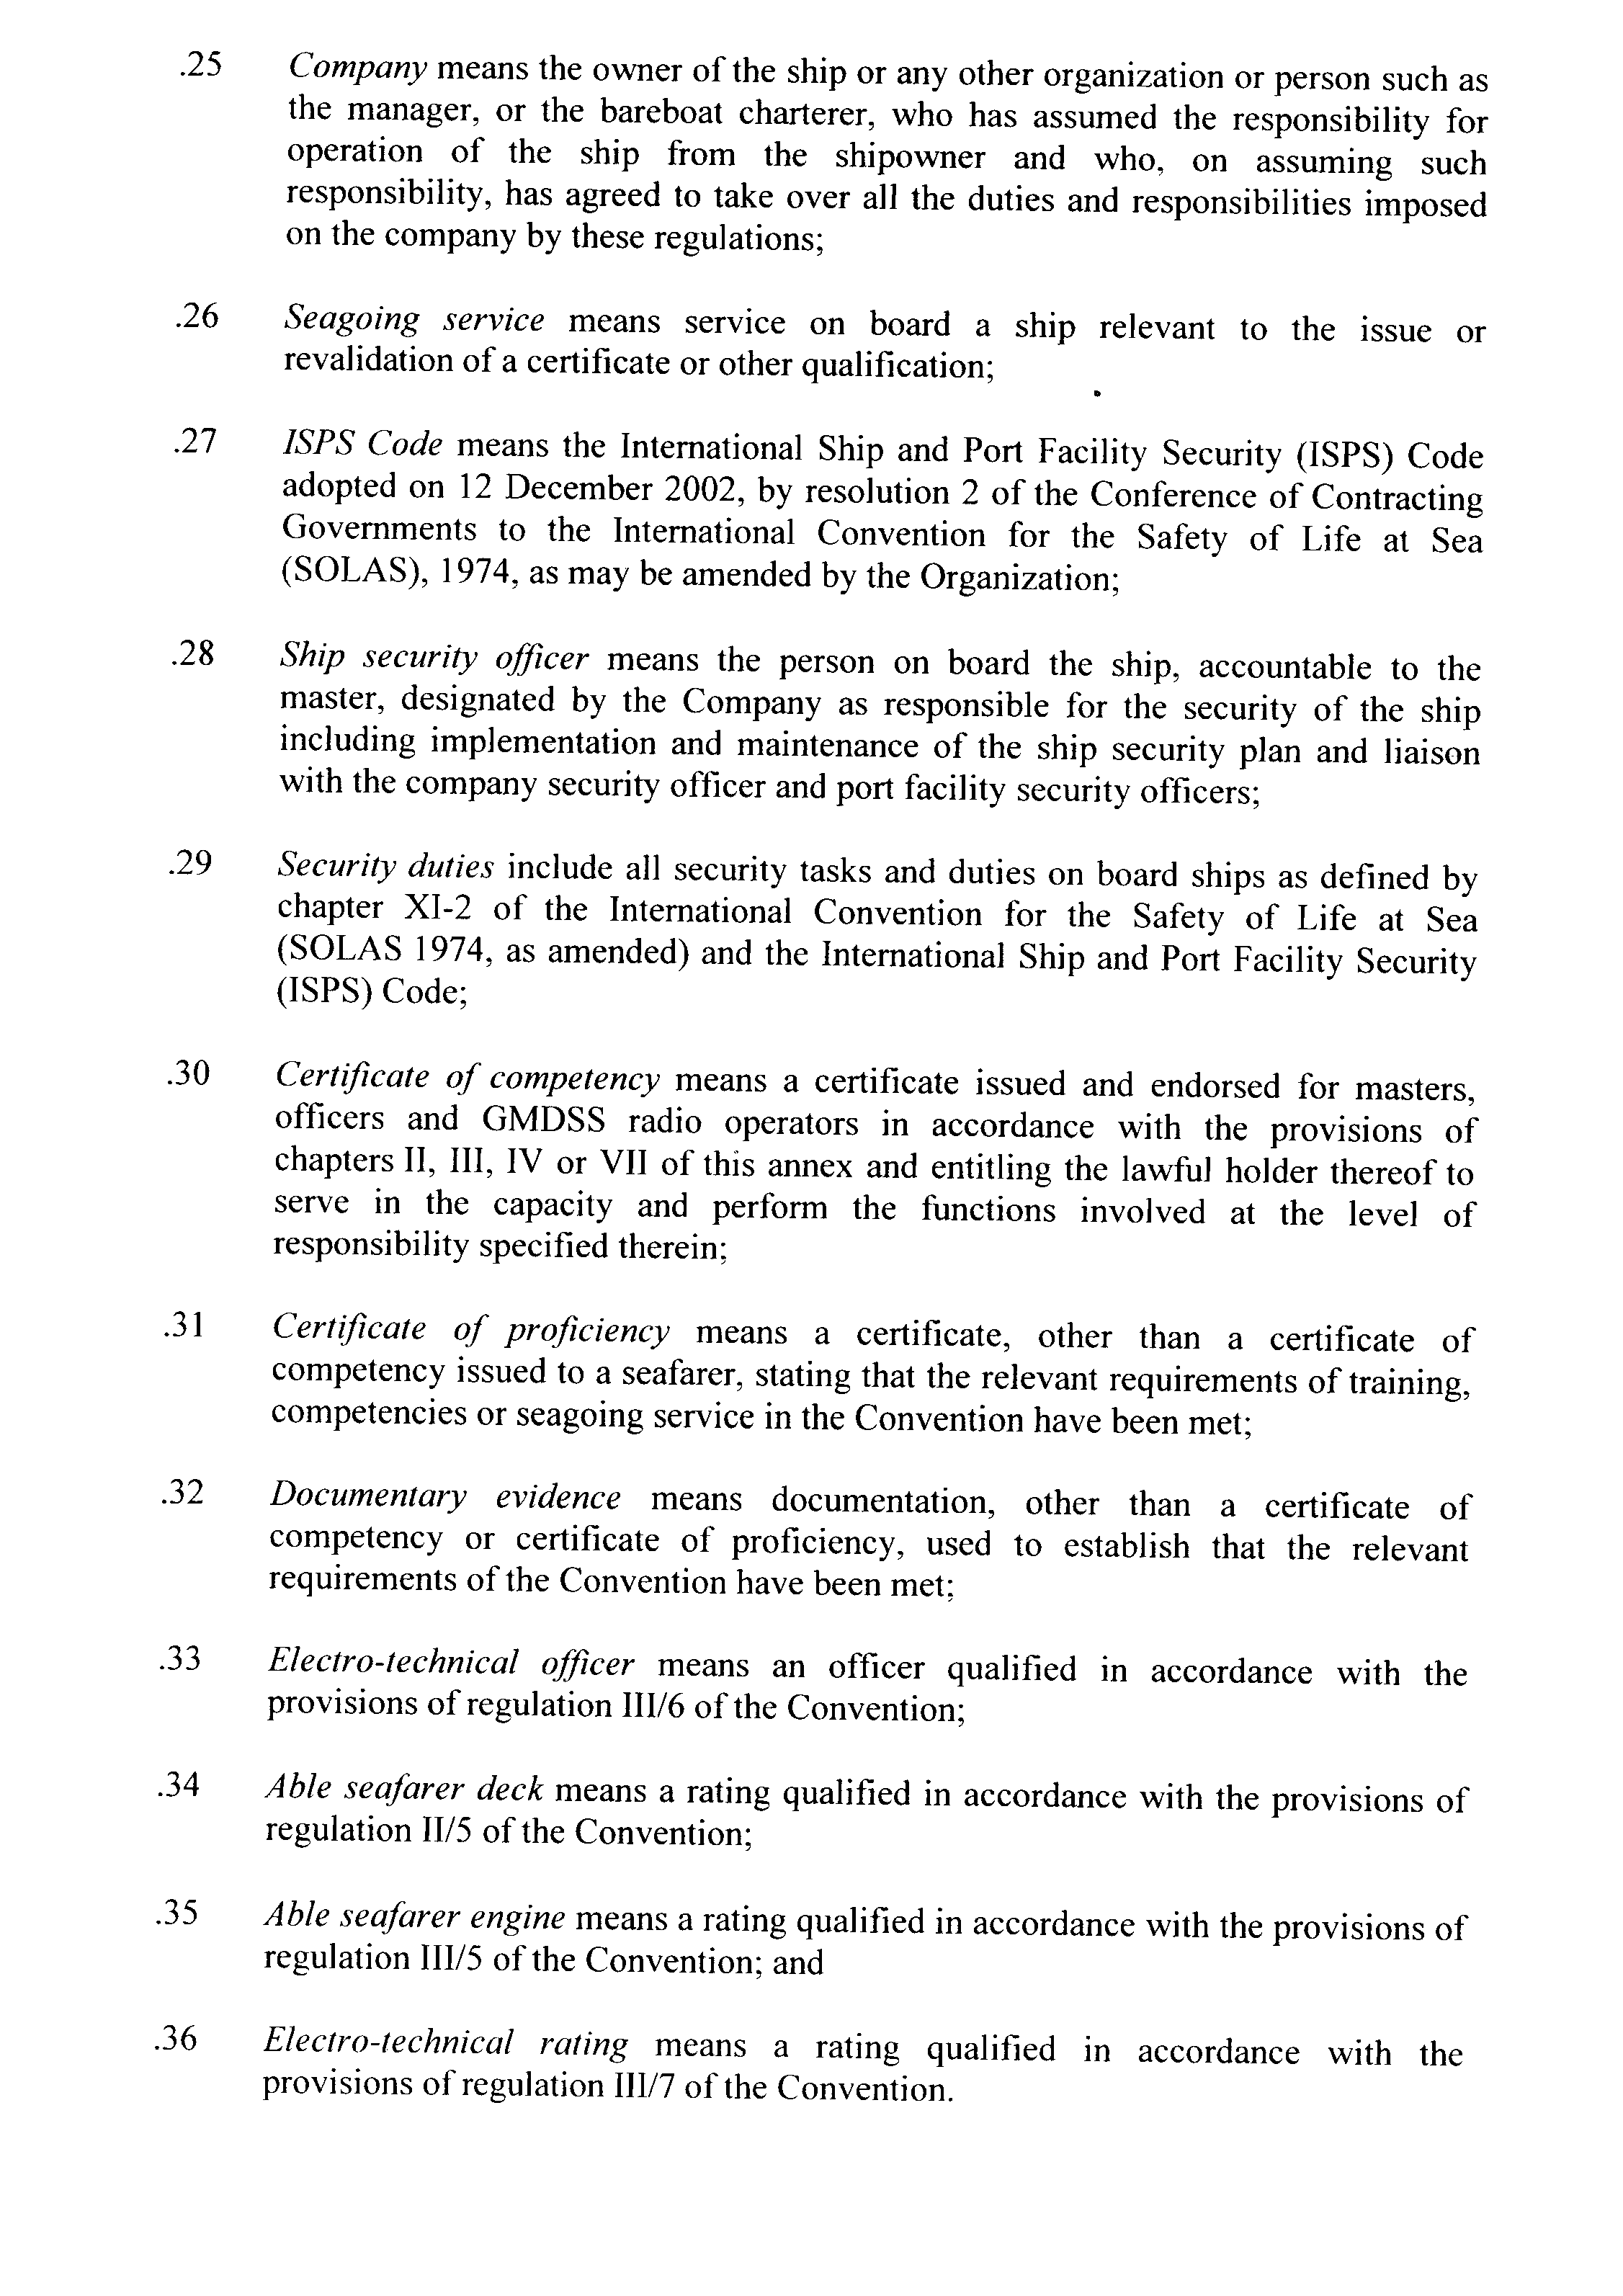 .25 Company means the owner of the ship or any other organization or person such as
the manager, or the bareboat charterer, who has assumed the responsibility for
operation of the ship from the shipowner and who, on assuming such
responsibility, has agreed to take over all the duties and responsibilities imposed
on the company by these regulations;
.26 Seagoing service means service on board a ship relevant to the issue or
revalidation of a certificate or other qualification;
.27 ISPS Code means the International Ship and Port Facility Security (ISPS) Code
adopted on 12 December 2002, by resolution 2 of the Conference of Contracting
Governments to the International Convention for the Safety of Life at Sea
(SOLAS), 1974, as may be amended by the Organization;
.28 Ship security officer means the person on board the ship, accountable to the
master, designated by the Company as responsible for the security of the ship
including implementation and maintenance of the ship security plan and liaison
with the company security officer and port facility security officers;
.29 Security duties include all security tasks and duties on board ships as defined by
chapter XI-2 of the International Convention for the Safety of Life at Sea
(SOLAS 1974, as amended) and the International Ship and Port Facility Security
(ISPS) Code;
.30 Certificate of competency means a certificate issued and endorsed for masters,
officers and GMDSS radio operators in accordance with the provisions of
chapters II, III, IV or VII of this annex and entitling the lawful holder thereof to
serve in the capacity and perform the functions involved at the level of
responsibility specified therein;
.31 Certificate of proficiency means a certificate, other than a certificate of
competency issued to a seafarer, stating that the relevant requirements of training,
competencies or seagoing service in the Convention have been met;
.32 Documentary evidence means documentation, other than a certificate of
competency or certificate of proficiency, used to establish that the relevant
requirements of the Convention have been met;
.33 Electro-technical officer means an officer qualified in accordance with the
provisions of regulation III/6 of the Convention;
.34 Able seafarer deck means a rating qualified in accordance with the provisions of
regulation II/5 of the Convention;
.35 Able seafarer engine means a rating qualified in accordance with the provisions of
regulation III/5 of the Convention; and
.36 Electro-technical rating means a rating qualified in accordance with the
provisions of regulation III/7 of the Convention.